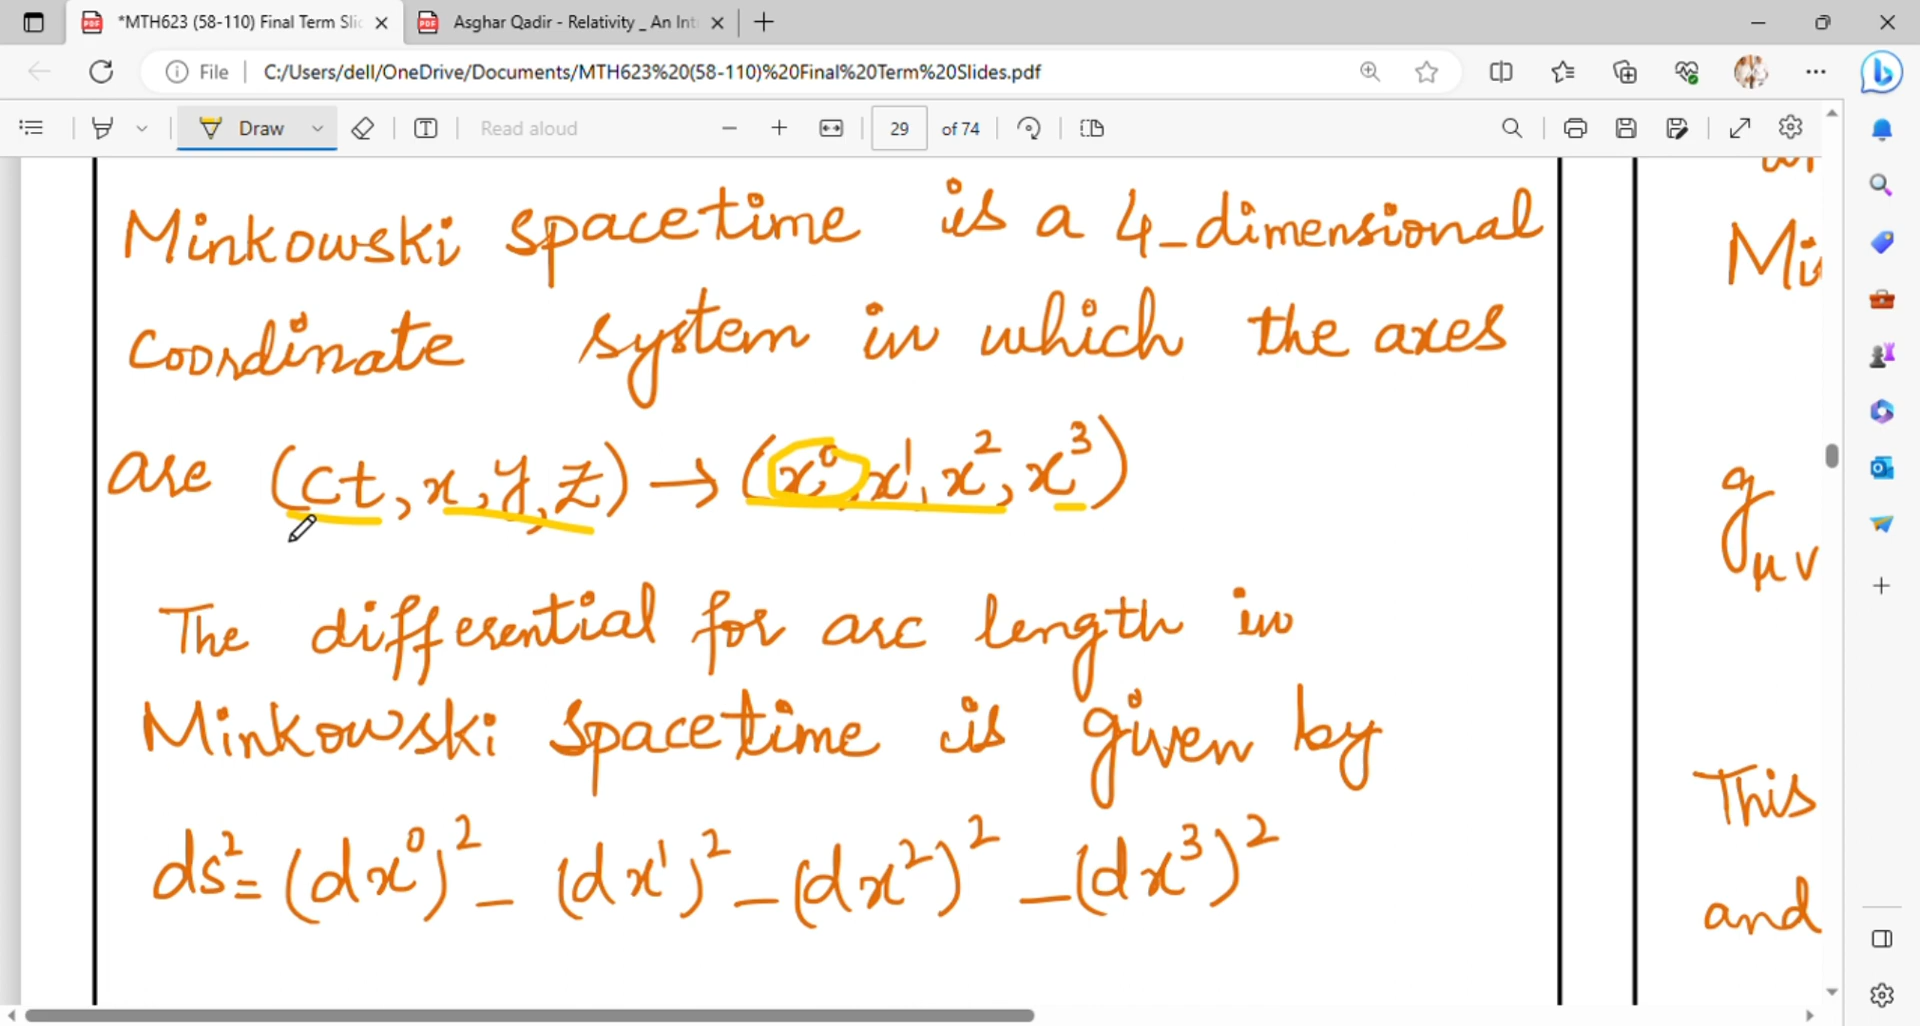 *MTH623 (58-110) Final Term Slic
Asghar Qadir - Relativity _ An Int
File
C:/Users/dell/OneDrive/Documents/MTH623%20(58-110)%20Final%20Term%20Slides.pdf
Draw
Read aloud
29 of 74
Minkowski spacetime is a 4-dimensional
coordinate system in which the axes
are (ct, x, y, z) → (x⁰, x¹, x², x³)
The differential for arc length in
Minkowski spacetime is given by
ds² = (dx⁰)² - (dx¹)² - (dx²)² - (dx³)²
g μν
This
and